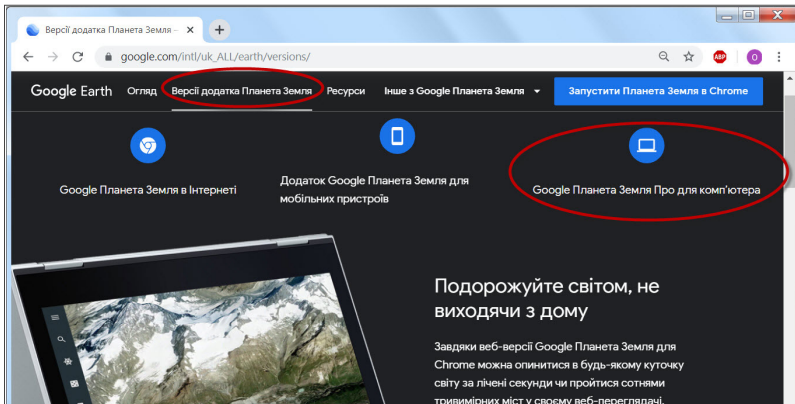 Версії додатка Планета Земля –
google.com/intl/uk_ALL/earth/versions/
ABP
O
Google Earth Огляд Версії додатка Планета Земля Ресурси Інше з Google Планета Земля Запустити Планета Земля в Chrome
Google Планета Земля в Інтернеті
Додаток Google Планета Земля для
мобільних пристроїв
Google Планета Земля Про для комп'ютера
Подорожуйте світом, не
виходячи з дому
Завдяки веб-версії Google Планета Земля для
Chrome можна опинитися в будь-якому куточку
світу за лічені секунди чи пройтися сотнями
тривимірних міст у своєму веб-переглядачі.